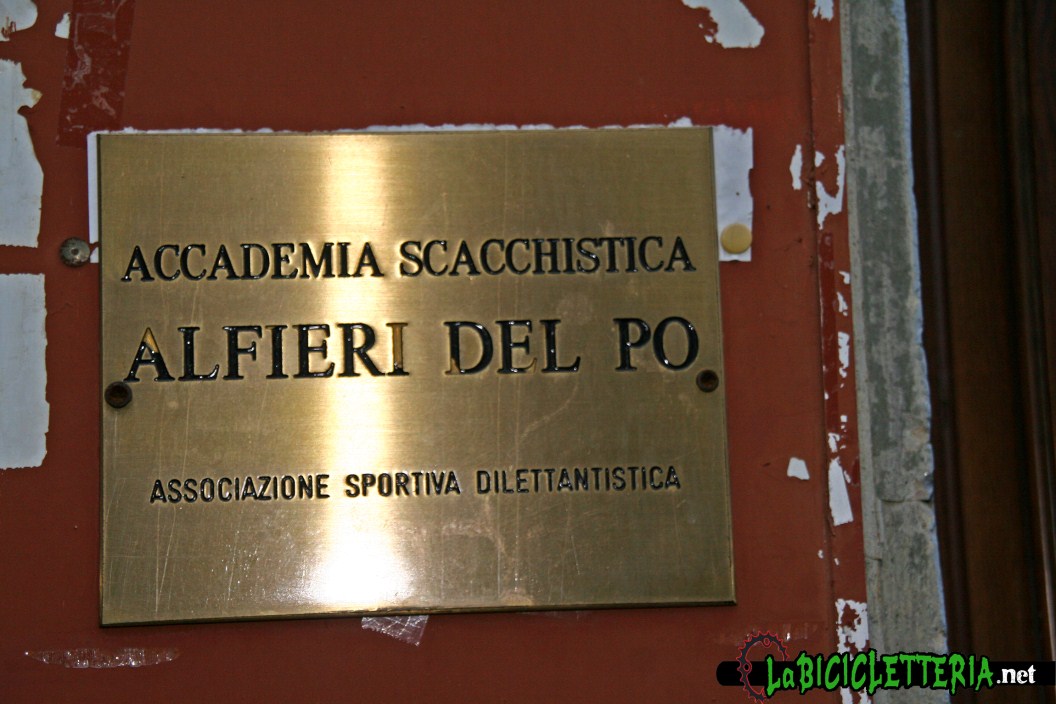 ACCADEMIA SCACCHISTICA
ALFIERI DEL PO
ASSOCIAZIONE SPORTIVA DILETTANTISTICA
LABICICLETTERIA.net